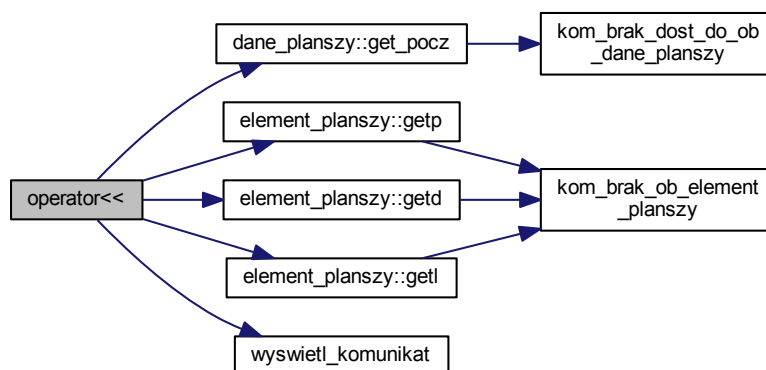 dane_planszy::get_pocz
kom_brak_dost_do_ob
_dane_planszy
element_planszy::getp
operator<<
element_planszy::getd
kom_brak_ob_element
_planszy
element_planszy::getl
wyswietl_komunikat